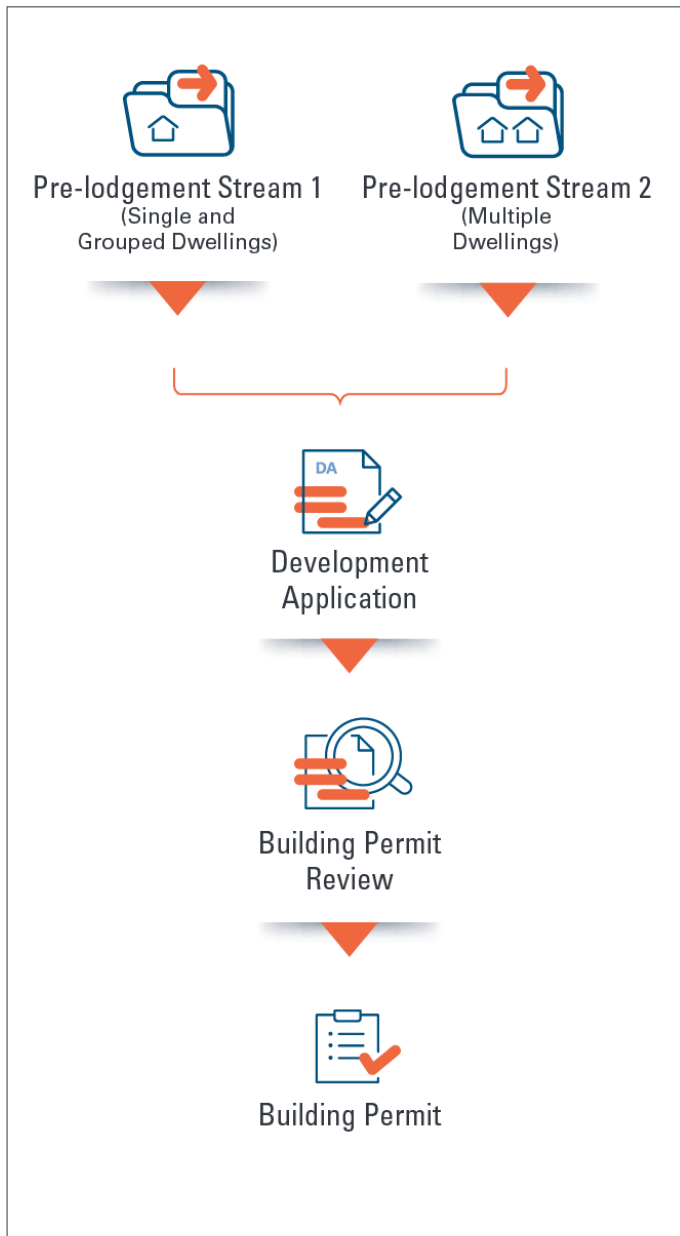 Pre-lodgement Stream 1
(Single and
Grouped Dwellings)
Pre-lodgement Stream 2
(Multiple
Dwellings)
DA
Development
Application
Building Permit
Review
Building Permit